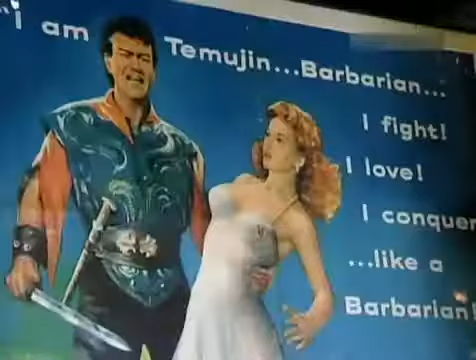 "i am
Temujin...Barbarian...
I fight!
I love!
I conquer
...like a
Barbarian!